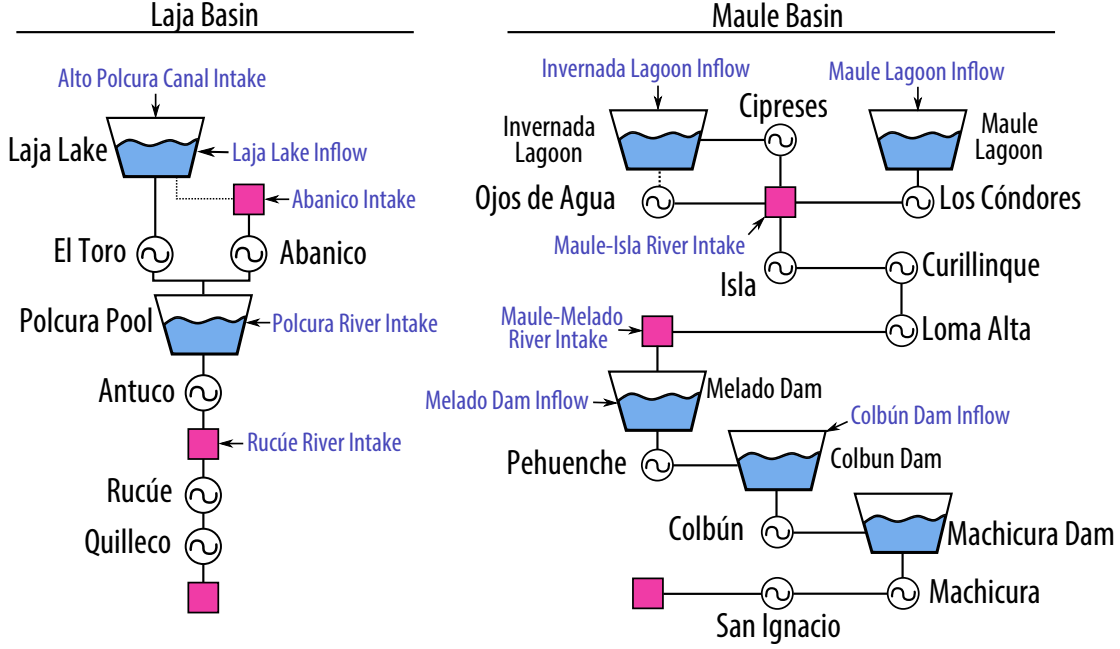 Laja Basin
Alto Polcura Canal Intake
Laja Lake
Laja Lake Inflow
Abanico Intake
El Toro
Abanico
Polcura Pool
Polcura River Intake
Antuco
Rucúe River Intake
Rucúe
Quilleco
Maule Basin
Invernada Lagoon Inflow
Maule Lagoon Inflow
Cipreses
Invernada
Lagoon
Maule
Lagoon
Ojos de Agua
Los Cóndores
Maule-Isla River Intake
Isla
Curillinque
Maule-Melado
River Intake
Loma Alta
Melado Dam Inflow
Melado Dam
Colbún Dam Inflow
Pehuenche
Colbun Dam
Colbún
Machicura Dam
Machicura
San Ignacio